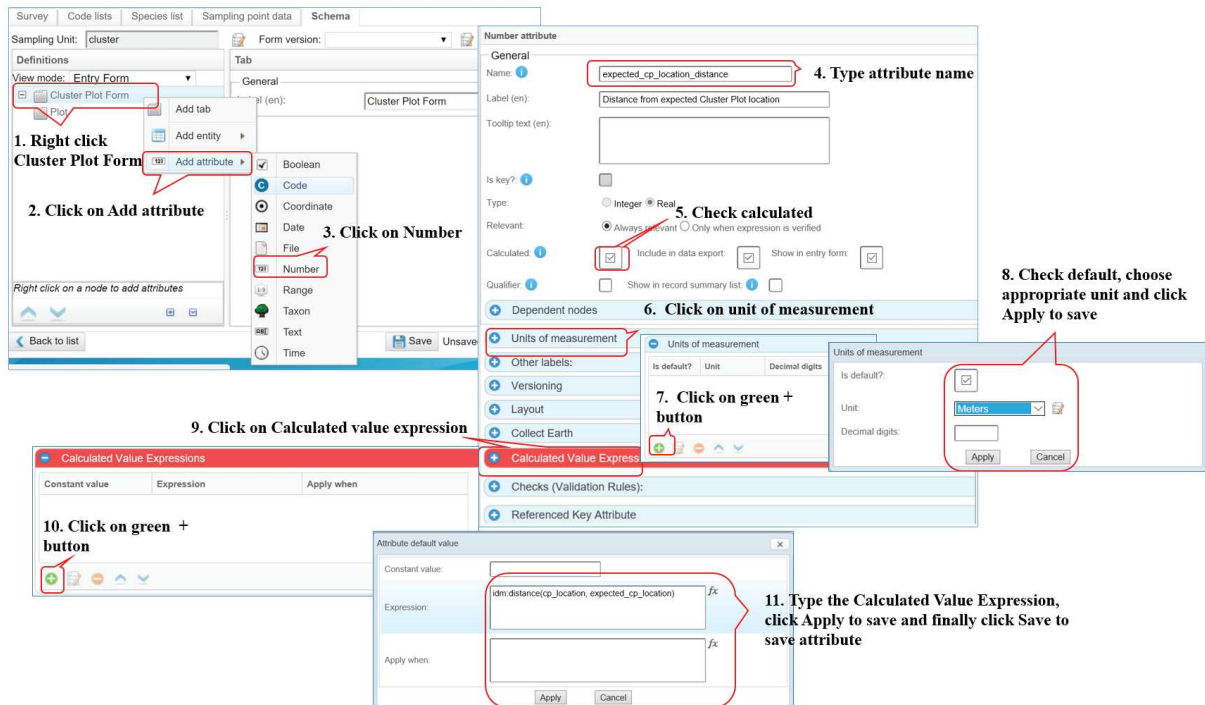 Survey Code lists Species list Sampling point data Schema
Sampling Unit: cluster Form version:
Definitions Tab
View mode: Entry Form
General
Cluster Plot Form
Label (en): Cluster Plot Form
Plot
Add tab
Add entity
Add attribute
1. Right click
Cluster Plot Form
2. Click on Add attribute
Boolean
Code
Coordinate
Date
File
Number
Range
Taxon
Text
Time
3. Click on Number
Right click on a node to add attributes
Back to list
Save
Number attribute
General
Name: expected_cp_location_distance
4. Type attribute name
Label (en): Distance from expected Cluster Plot location
Tooltip text (en):
Is key?:
Type: Integer Real
5. Check calculated
Relevant: Always relevant Only when expression is verified
Calculated: Include in data export: Show in entry form:
Qualifier: Show in record summary list:
Dependent nodes
6. Click on unit of measurement
Units of measurement
Other labels:
Versioning
Layout
Collect Earth
Checks (Validation Rules):
Referenced Key Attribute
Units of measurement
Is default? Unit Decimal digits
7. Click on green +
button
8. Check default, choose
appropriate unit and click
Apply to save
Units of measurement
Is default?:
Unit: Meters
Decimal digits:
Apply Cancel
9. Click on Calculated value expression
Calculated Value Expressions
Constant value Expression Apply when
10. Click on green +
button
Attribute default value
Constant value:
Expression: idm:distance(cp_location, expected_cp_location) fx
Apply when: fx
Apply Cancel
11. Type the Calculated Value Expression,
click Apply to save and finally click Save to
save attribute